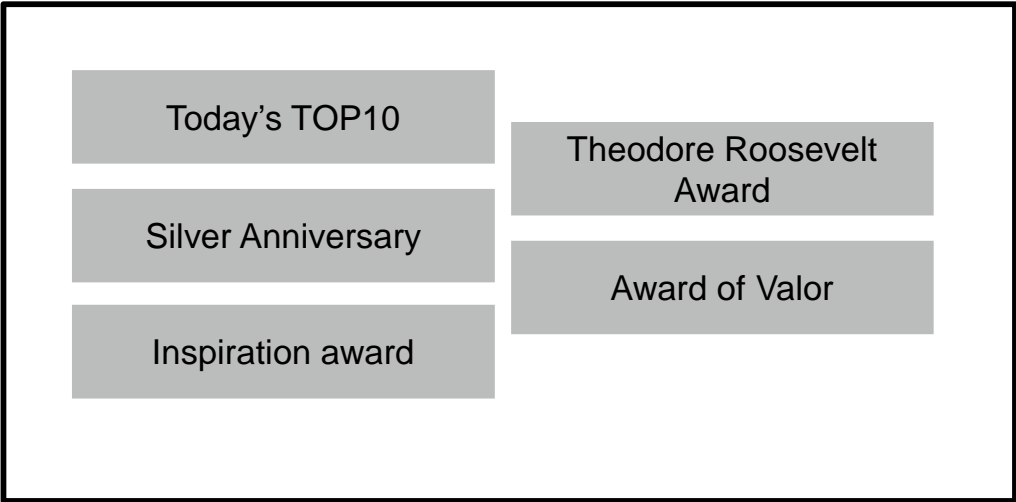 Today’s TOP10
Silver Anniversary
Inspiration award
Theodore Roosevelt
Award
Award of Valor